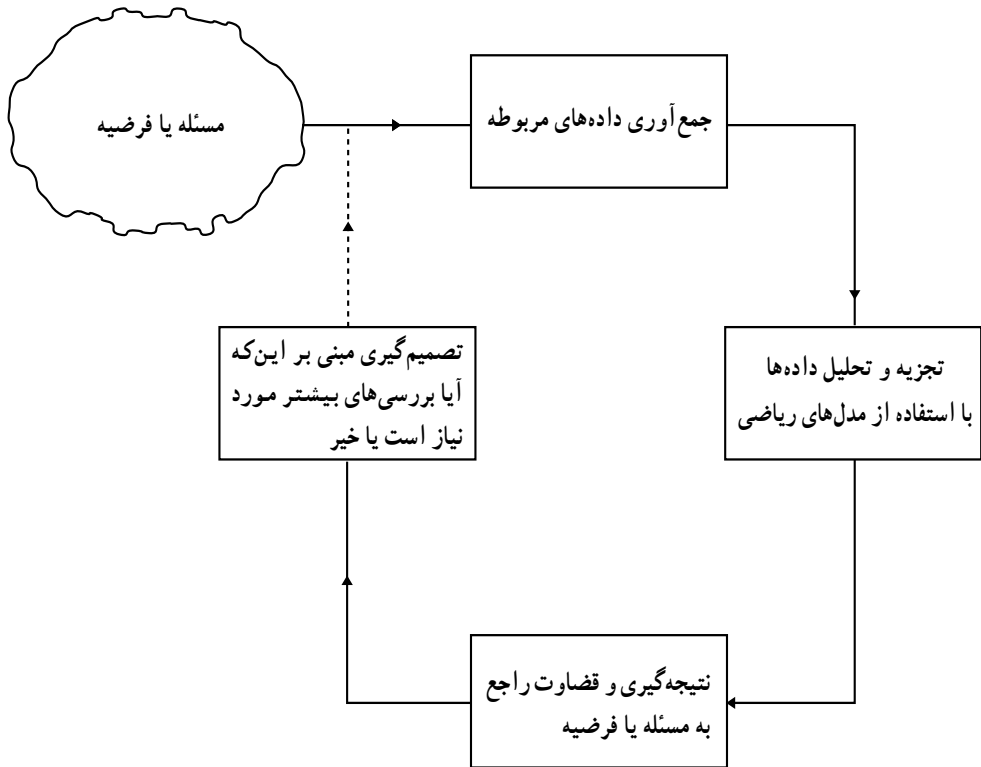 مسئله یا فرضیه
جمع‌آوری داده‌های مربوطه
تجزیه و تحلیل داده‌ها
با استفاده از مدل‌های ریاضی
نتیجه‌گیری و قضاوت راجع
به مسئله یا فرضیه
تصمیم‌گیری مبنی بر این‌که
آیا بررسی‌های بیشتر مورد
نیاز است یا خیر